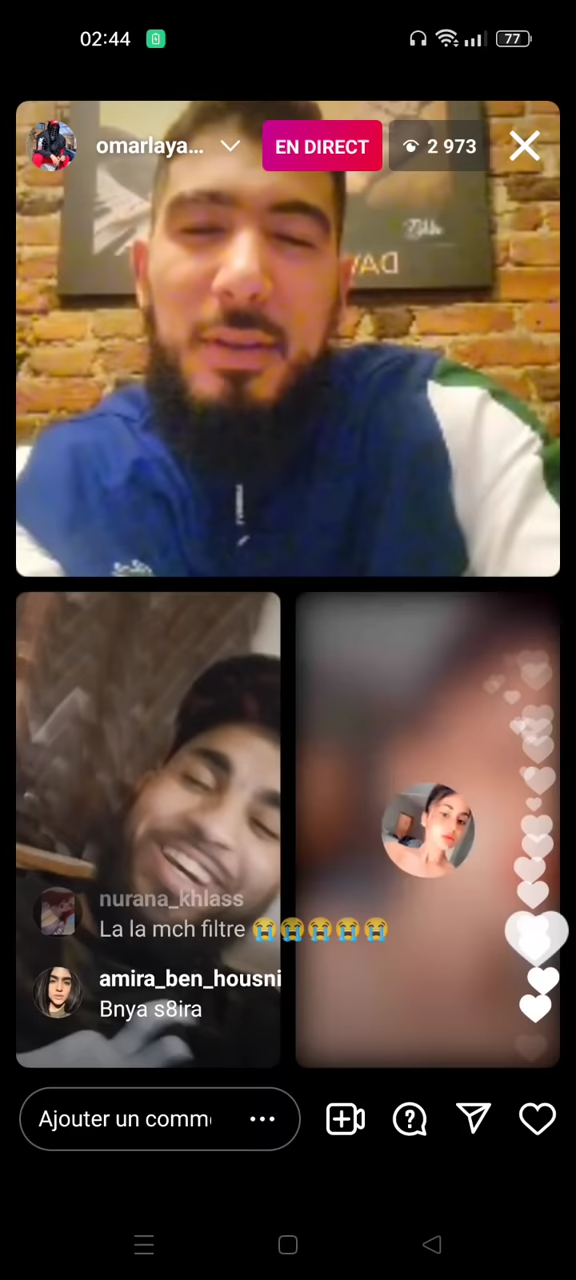 02:44
77
omarlaya...
EN DIRECT
2 973
nurana_khlass
La la mch filtre 😭😭😭😭😭
amira_ben_housni
Bnya s8ira
Ajouter un comm